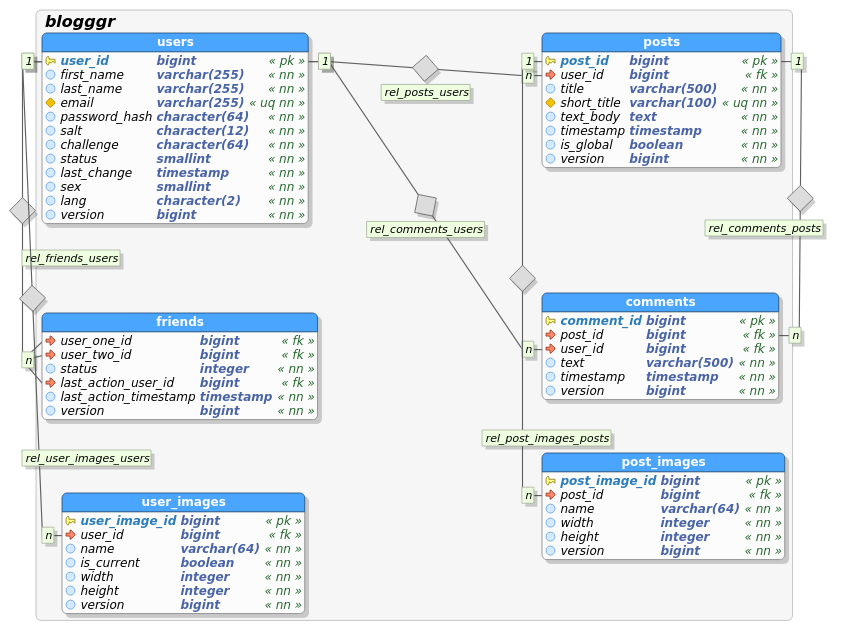 blogggr
users
1 user_id bigint « pk » 1
first_name varchar(255) « nn »
last_name varchar(255) « nn »
email varchar(255) « uq nn »
password_hash character(64) « nn »
salt character(12) « nn »
challenge character(64) « nn »
status smallint « nn »
last_change timestamp « nn »
sex smallint « nn »
lang character(2) « nn »
version bigint « nn »
rel_posts_users
posts
1 post_id bigint « pk » 1
n user_id bigint « fk »
title varchar(500) « nn »
short_title varchar(100) « uq nn »
text_body text « nn »
timestamp timestamp « nn »
is_global boolean « nn »
version bigint « nn »
rel_comments_users
rel_comments_posts
rel_friends_users
friends
user_one_id bigint « fk »
n user_two_id bigint « fk »
status integer « nn »
last_action_user_id bigint « fk »
last_action_timestamp timestamp « nn »
version bigint « nn »
comments
comment_id bigint « pk »
post_id bigint « fk » n
n user_id bigint « fk »
text varchar(500) « nn »
timestamp timestamp « nn »
version bigint « nn »
rel_user_images_users
rel_post_images_posts
user_images
user_image_id bigint « pk »
n user_id bigint « fk »
name varchar(64) « nn »
is_current boolean « nn »
width integer « nn »
height integer « nn »
version bigint « nn »
post_images
post_image_id bigint « pk »
n post_id bigint « fk »
name varchar(64) « nn »
width integer « nn »
height integer « nn »
version bigint « nn »